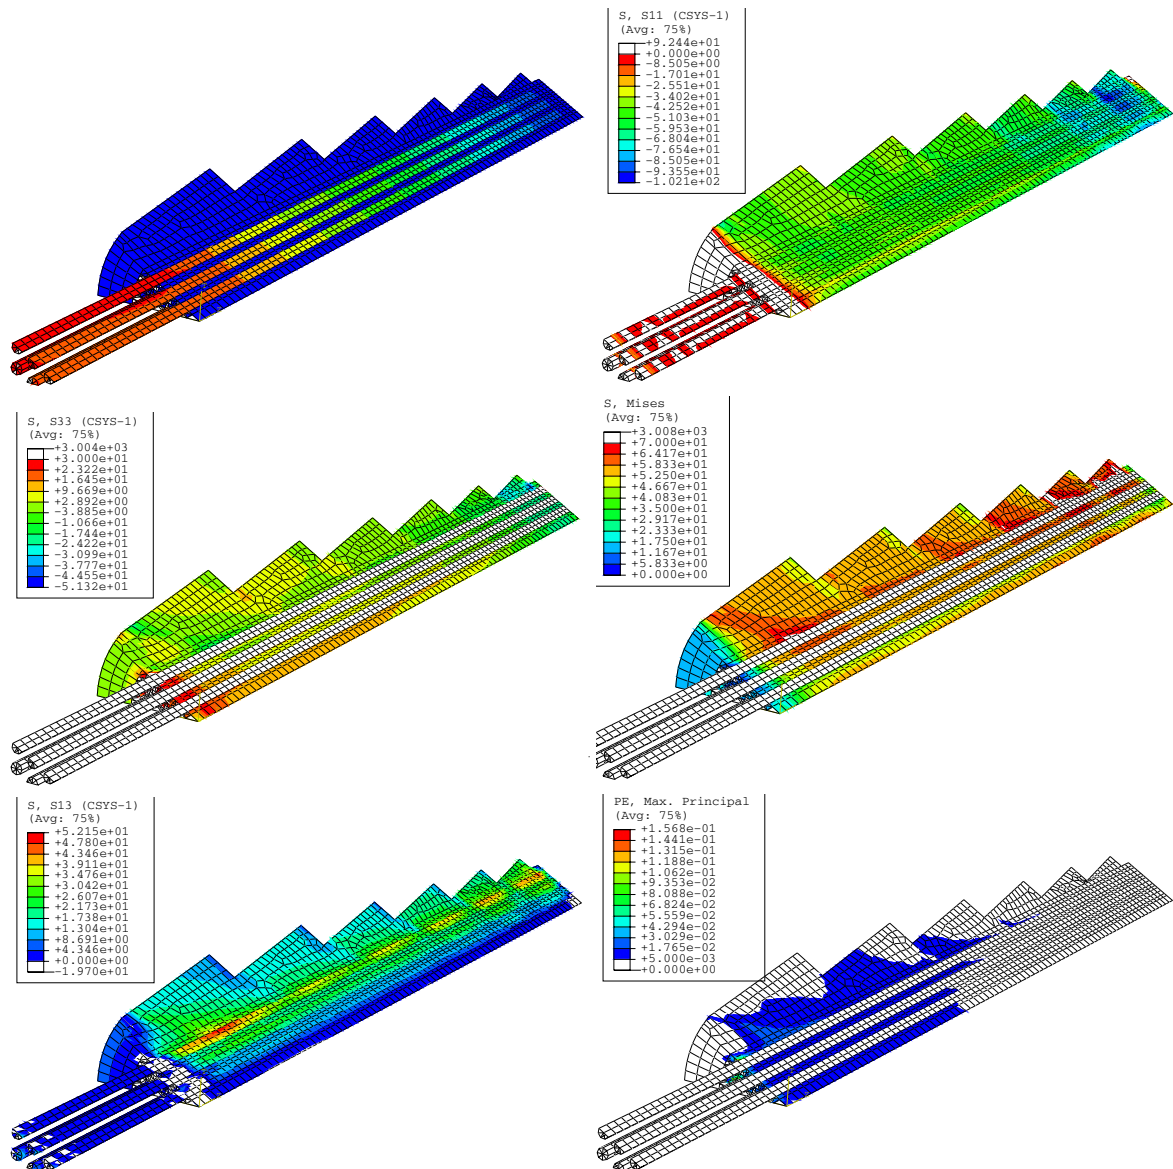 S, S11 (CSYS-1)
(Avg: 75%)
+9.244e+01
+0.000e+00
-8.505e+00
-1.701e+01
-2.551e+01
-3.402e+01
-4.252e+01
-5.103e+01
-5.953e+01
-6.804e+01
-7.654e+01
-8.505e+01
-9.355e+01
-1.021e+02
S, S33 (CSYS-1)
(Avg: 75%)
+3.004e+03
+3.000e+01
+2.322e+01
+1.645e+01
+9.669e+00
+2.892e+00
-3.885e+00
-1.066e+01
-1.744e+01
-2.422e+01
-3.099e+01
-3.777e+01
-4.455e+01
-5.132e+01
S, Mises
(Avg: 75%)
+3.008e+03
+7.000e+01
+6.417e+01
+5.833e+01
+5.250e+01
+4.667e+01
+4.083e+01
+3.500e+01
+2.917e+01
+2.333e+01
+1.750e+01
+1.167e+01
+5.833e+00
+0.000e+00
S, S13 (CSYS-1)
(Avg: 75%)
+5.215e+01
+4.780e+01
+4.346e+01
+3.911e+01
+3.476e+01
+3.042e+01
+2.607e+01
+2.173e+01
+1.738e+01
+1.304e+01
+8.691e+00
+4.346e+00
+0.000e+00
-1.970e+01
PE, Max. Principal
(Avg: 75%)
+1.568e-01
+1.441e-01
+1.315e-01
+1.188e-01
+1.062e-01
+9.353e-02
+8.088e-02
+6.824e-02
+5.559e-02
+4.294e-02
+3.029e-02
+1.765e-02
+5.000e-03
+0.000e+00